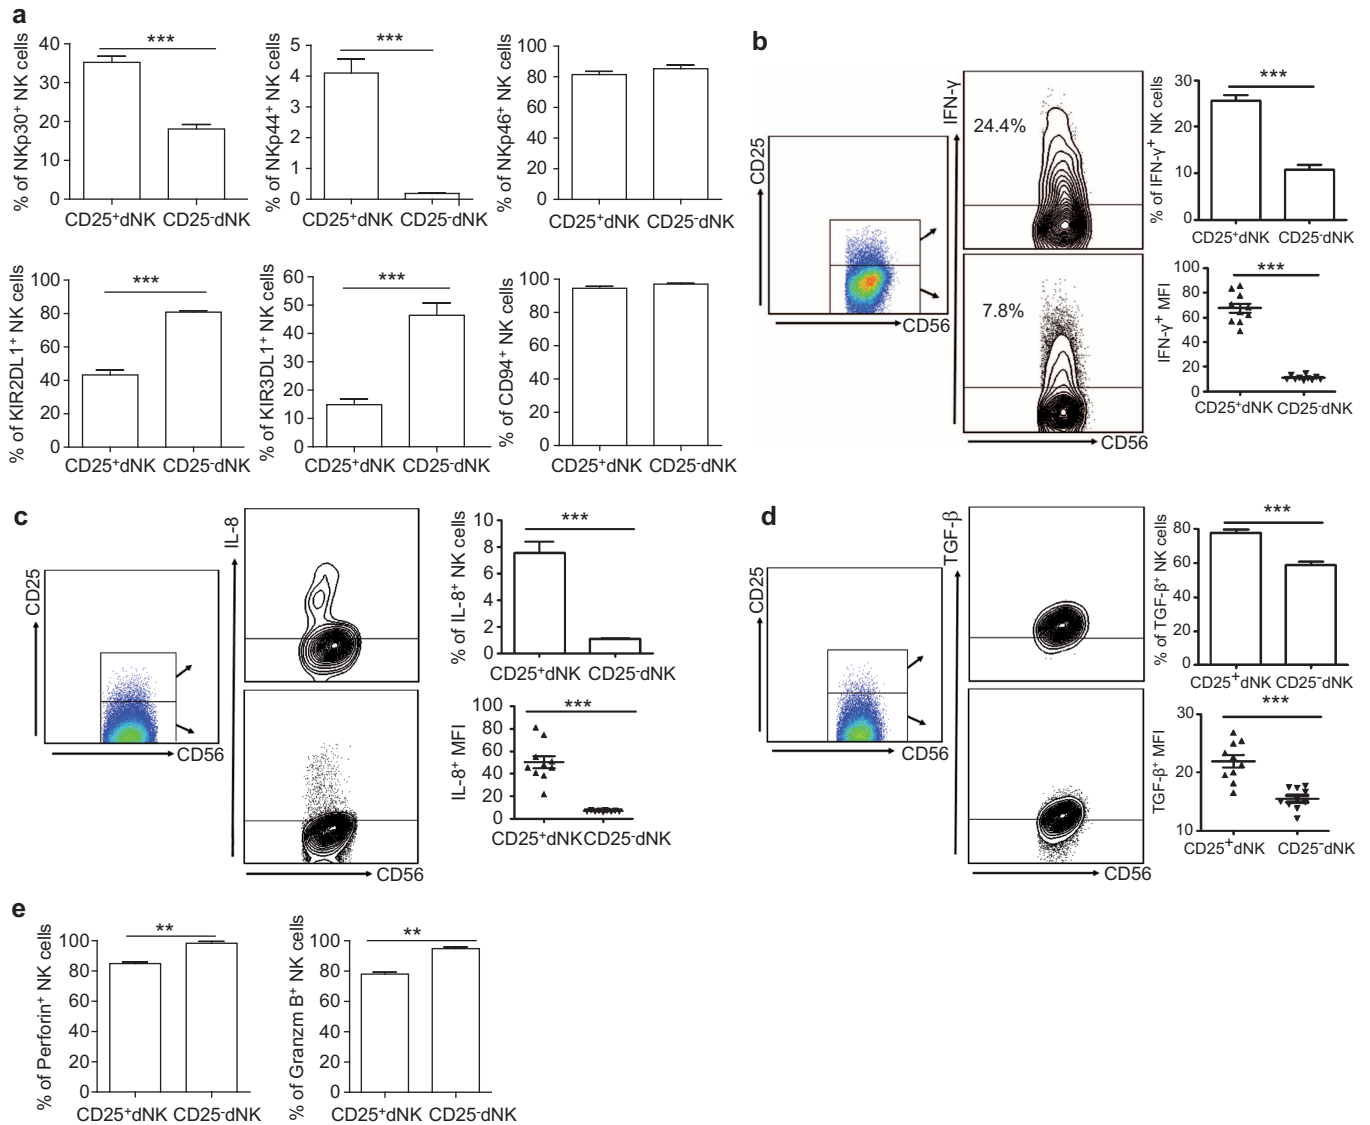 a
% of NKp30⁺ NK cells
40
30
20
10
0
***
CD25⁺dNK CD25⁻dNK
% of NKp44⁺ NK cells
5
4
3
2
1
0
***
CD25⁺dNK CD25⁻dNK
% of NKp46⁺ NK cells
100
80
60
40
20
0
CD25⁺dNK CD25⁻dNK
% of KIR2DL1⁺ NK cells
100
80
60
40
20
0
***
CD25⁺dNK CD25⁻dNK
% of KIR3DL1⁺ NK cells
60
50
40
30
20
10
0
***
CD25⁺dNK CD25⁻dNK
% of CD94⁺ NK cells
100
80
60
40
20
0
CD25⁺dNK CD25⁻dNK
b
CD25
CD56
IFN-γ
24.4%
7.8%
CD56
% of IFN-γ⁺ NK cells
30
20
10
0
***
CD25⁺dNK CD25⁻dNK
IFN-γ⁺ MFI
100
80
60
40
20
0
***
CD25⁺dNK CD25⁻dNK
c
CD25
CD56
IL-8
CD56
% of IL-8⁺ NK cells
10
8
6
4
2
0
***
CD25⁺dNK CD25⁻dNK
IL-8⁺ MFI
100
80
60
40
20
0
***
CD25⁺dNK CD25⁻dNK
d
CD25
CD56
TGF-β
CD56
% of TGF-β⁺ NK cells
80
60
40
20
0
***
CD25⁺dNK CD25⁻dNK
TGF-β⁺ MFI
30
20
10
***
CD25⁺dNK CD25⁻dNK
e
% of Perforin⁺ NK cells
100
80
60
40
20
0
**
CD25⁺dNK CD25⁻dNK
% of Granzm B⁺ NK cells
100
80
60
40
20
0
**
CD25⁺dNK CD25⁻dNK